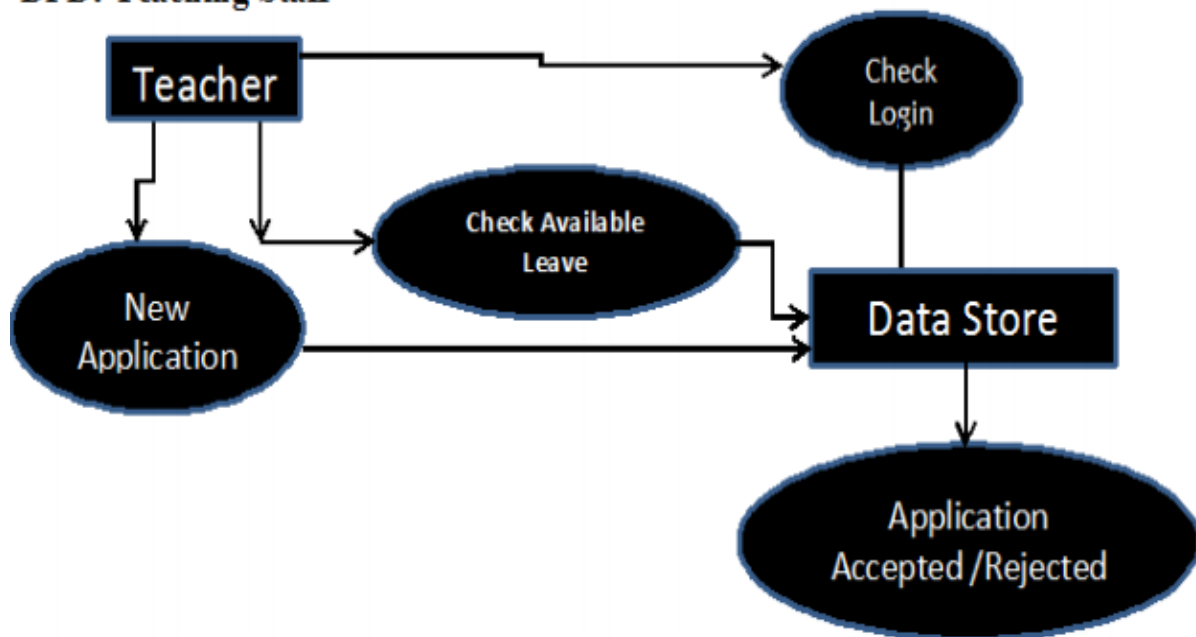 Teacher
Check
Login
Check Available
Leave
New
Application
Data Store
Application
Accepted /Rejected